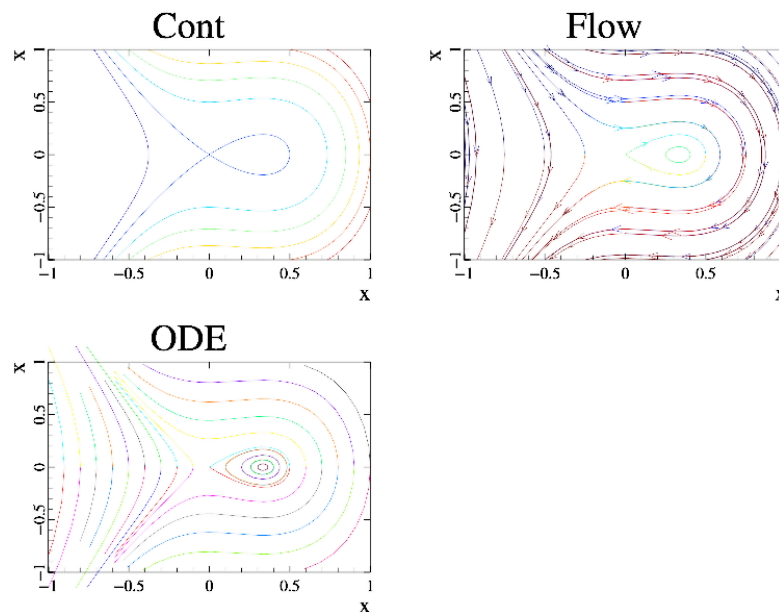 Cont Flow
x 1 0.5 0 −0.5 −1 x 1 0.5 0 −0.5 −1
−1 −0.5 0 0.5 1 −1 −0.5 0 0.5
x x
ODE
x 1 0.5 0 −0.5 −1
−1 −0.5 0 0.5 1
x